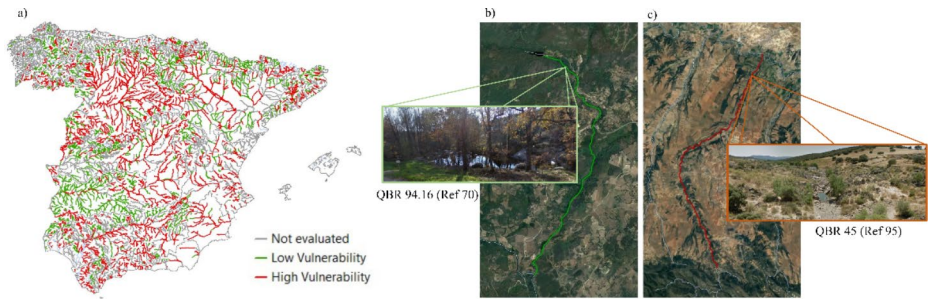 a)
b)
c)
QBR 94.16 (Ref 70)
QBR 45 (Ref 95)
Not evaluated
Low Vulnerability
High Vulnerability